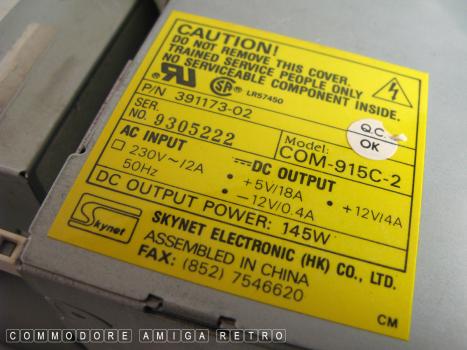 CAUTION!
DO NOT REMOVE THIS COVER
TRAINED SERVICE PEOPLE ONLY
NO SERVICEABLE COMPONENT INSIDE.
LR57450
P/N 391173-02
SER. NO. 9305222
Q.C. OK
Model: COM-915C-2
AC INPUT
230V~/2A
50Hz
DC OUTPUT
• +5V/18A • +12V/4A
• −12V/0.4A
DC OUTPUT POWER: 145W
Skynet
SKYNET ELECTRONIC (HK) CO., LTD.
ASSEMBLED IN CHINA
FAX: (852) 7546620
CM
COMMODORE AMIGA RETRO